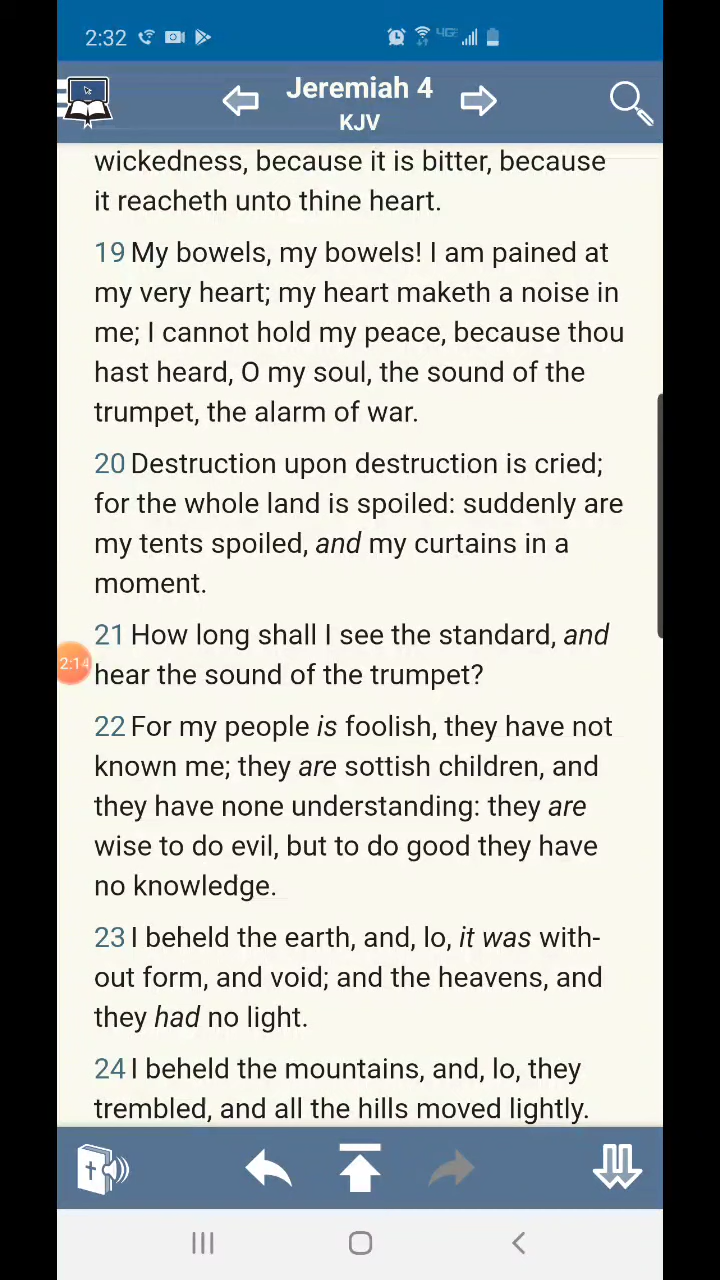 2:32
4GE
Jeremiah 4
KJV
wickedness, because it is bitter, because
it reacheth unto thine heart.
19 My bowels, my bowels! I am pained at
my very heart; my heart maketh a noise in
me; I cannot hold my peace, because thou
hast heard, O my soul, the sound of the
trumpet, the alarm of war.
20 Destruction upon destruction is cried;
for the whole land is spoiled: suddenly are
my tents spoiled, and my curtains in a
moment.
21 How long shall I see the standard, and
2:14
hear the sound of the trumpet?
22 For my people is foolish, they have not
known me; they are sottish children, and
they have none understanding: they are
wise to do evil, but to do good they have
no knowledge.
23 I beheld the earth, and, lo, it was with-
out form, and void; and the heavens, and
they had no light.
24 I beheld the mountains, and, lo, they
trembled, and all the hills moved lightly.